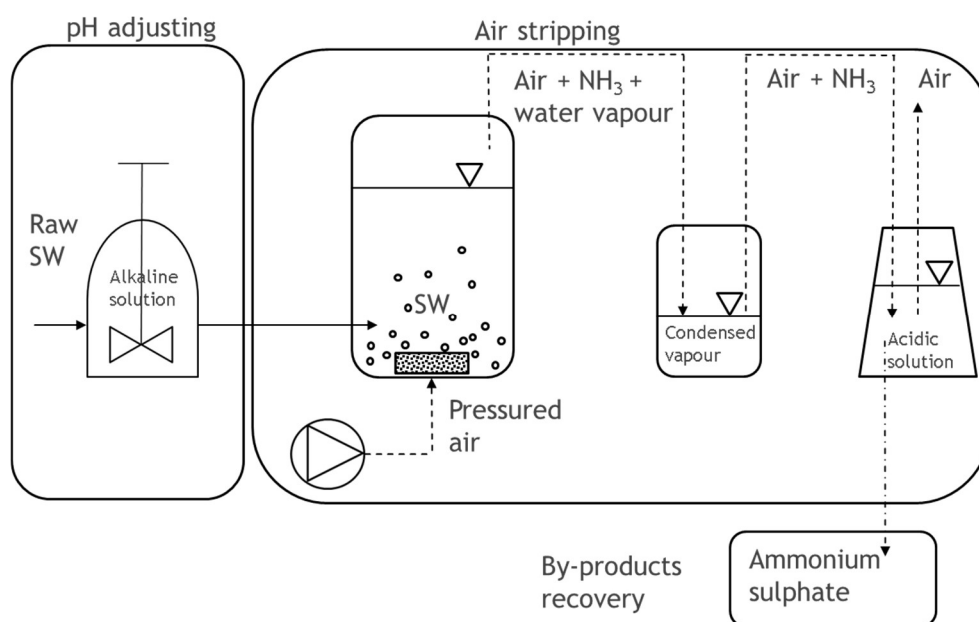 pH adjusting
Air stripping
Air + NH₃ +
water vapour
Air + NH₃
Air
Raw
SW
Alkaline
solution
SW
Condensed
vapour
Acidic
solution
Pressured
air
By-products
recovery
Ammonium
sulphate